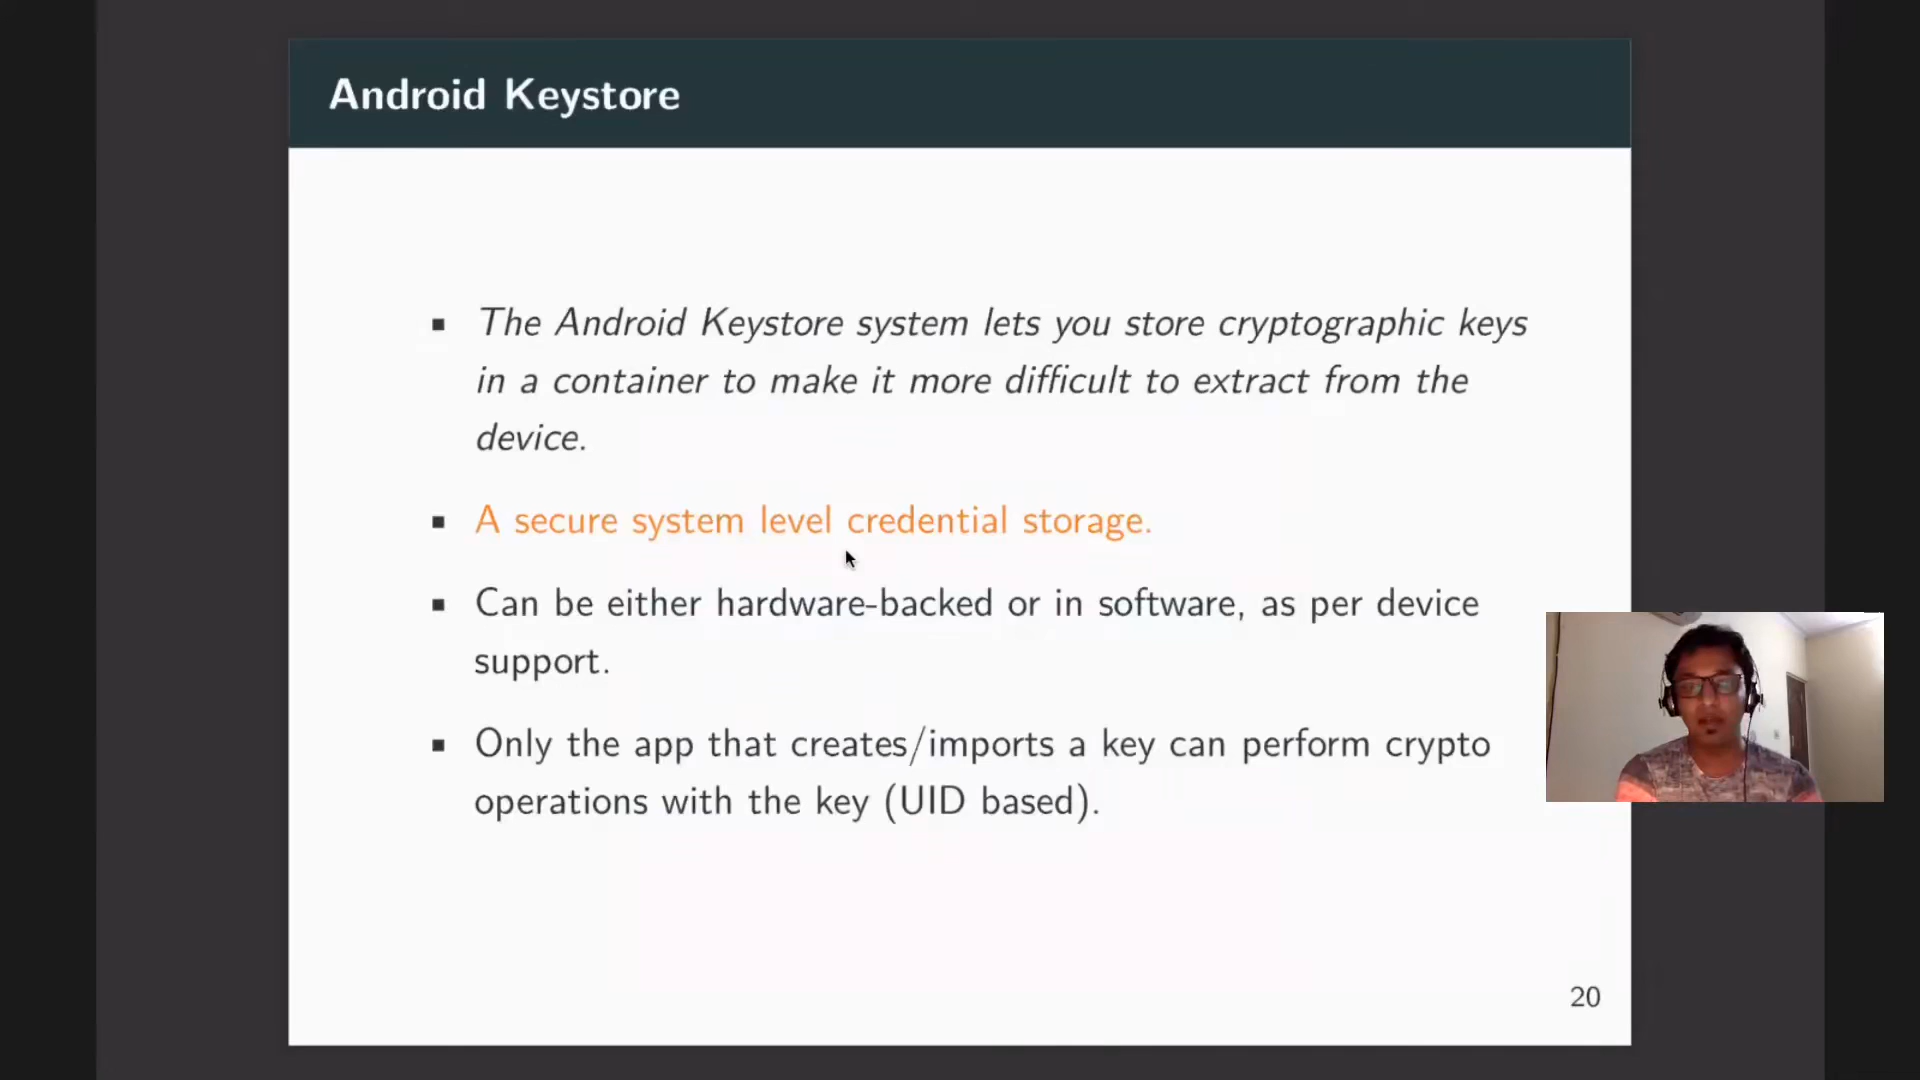 Android Keystore
▪ The Android Keystore system lets you store cryptographic keys
in a container to make it more difficult to extract from the
device.
▪ A secure system level credential storage.
▪ Can be either hardware-backed or in software, as per device
support.
▪ Only the app that creates/imports a key can perform crypto
operations with the key (UID based).
20